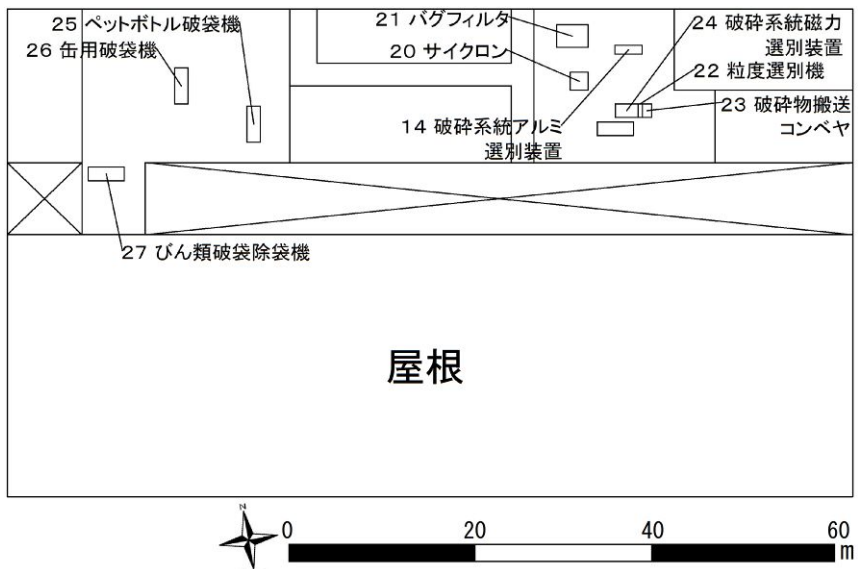 25 ペットボトル破袋機
26 缶用破袋機
21 バグフィルタ
20 サイクロン
24 破砕系統磁力
選別装置
22 粒度選別機
23 破砕物搬送
コンベヤ
14 破砕系統アルミ
選別装置
27 びん類破袋除袋機
屋根
N
0 20 40 60
m